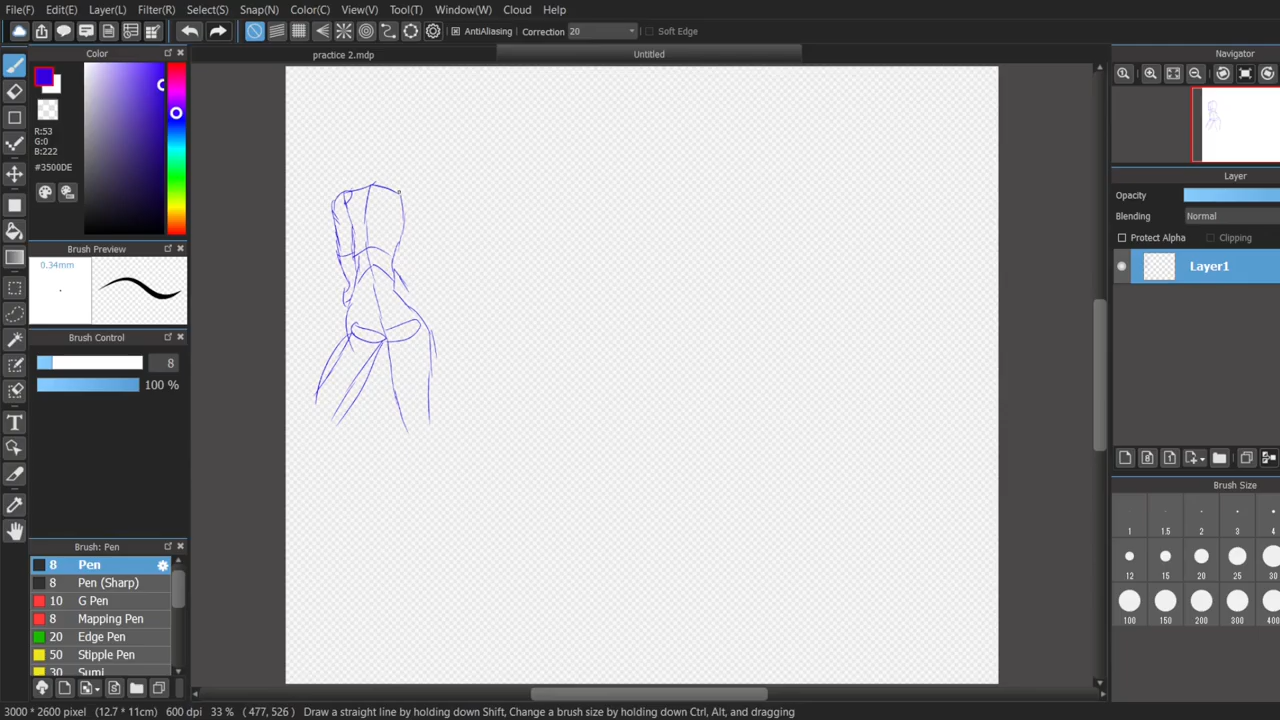 File(F) Edit(E) Layer(L) Filter(R) Select(S) Snap(N) Color(C) View(V) Tool(T) Window(W) Cloud Help
AntiAliasing Correction 20 Soft Edge
Color
practice 2.mdp
Untitled
Navigator
R:53
G:0
B:222
#3500DE
Layer
Opacity
Blending Normal
Protect Alpha Clipping
Brush Preview
0.34mm
Layer1
Brush Control
8
100 %
Brush Size
1 1.5 2 3 4
12 15 20 25 30
100 150 200 300 400
Brush: Pen
8 Pen
8 Pen (Sharp)
10 G Pen
8 Mapping Pen
20 Edge Pen
50 Stipple Pen
30 Sumi
3000 * 2600 pixel (12.7 * 11cm) 600 dpi 33 % ( 477, 526 ) Draw a straight line by holding down Shift, Change a brush size by holding down Ctrl, Alt, and dragging